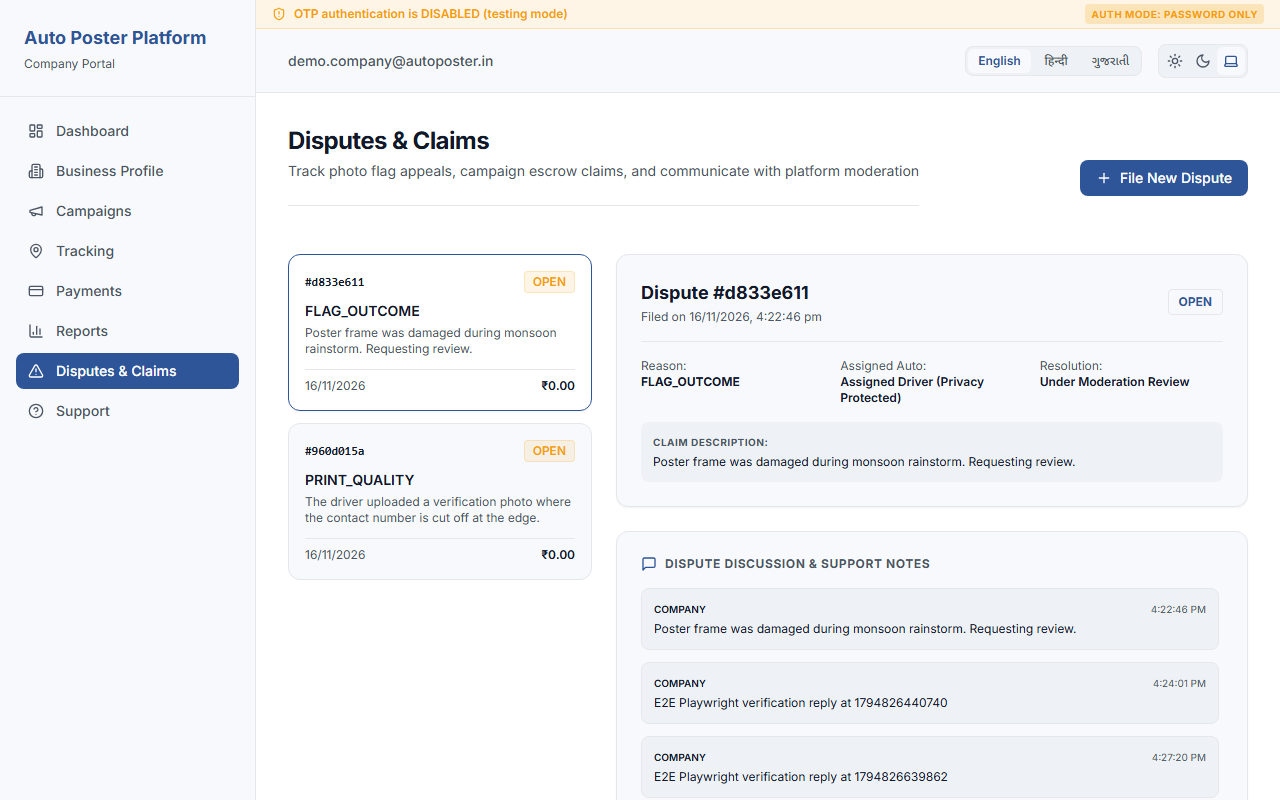 OTP authentication is DISABLED (testing mode)
AUTH MODE: PASSWORD ONLY
Auto Poster Platform
Company Portal
demo.company@autoposter.in
English
हिन्दी
ગુજરાતી
Dashboard
Business Profile
Campaigns
Tracking
Payments
Reports
Disputes & Claims
Support
Disputes & Claims
Track photo flag appeals, campaign escrow claims, and communicate with platform moderation
File New Dispute
#d833e611
OPEN
FLAG_OUTCOME
Poster frame was damaged during monsoon
rainstorm. Requesting review.
16/11/2026
₹0.00
#960d015a
OPEN
PRINT_QUALITY
The driver uploaded a verification photo where
the contact number is cut off at the edge.
16/11/2026
₹0.00
Dispute #d833e611
OPEN
Filed on 16/11/2026, 4:22:46 pm
Reason:
FLAG_OUTCOME
Assigned Auto:
Assigned Driver (Privacy
Protected)
Resolution:
Under Moderation Review
CLAIM DESCRIPTION:
Poster frame was damaged during monsoon rainstorm. Requesting review.
DISPUTE DISCUSSION & SUPPORT NOTES
COMPANY
4:22:46 PM
Poster frame was damaged during monsoon rainstorm. Requesting review.
COMPANY
4:24:01 PM
E2E Playwright verification reply at 1794826440740
COMPANY
4:27:20 PM
E2E Playwright verification reply at 1794826639862